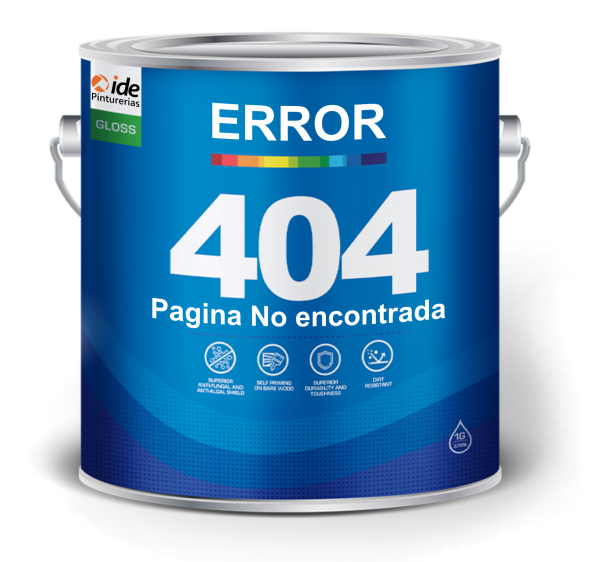 ide
Pinturerias
GLOSS
ERROR
404
Pagina No encontrada
SUPERIOR
ANTI-FUNGAL AND
ANTI-ALGAL SHIELD
SELF PRIMING
ON BARE WOOD
SUPERIOR
DURABILITY AND
TOUGHNESS
DIRT
RESISTANT
1G